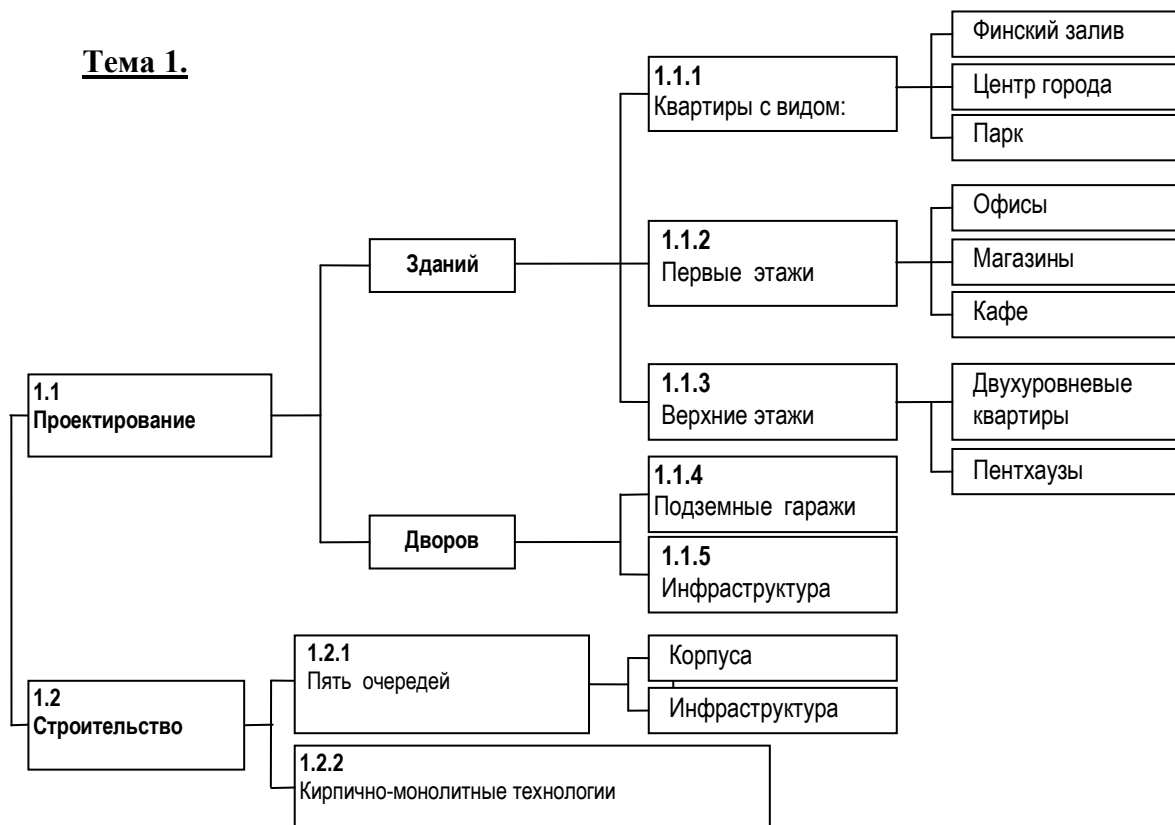 Тема 1.
1.1
Проектирование
Зданий
1.1.1
Квартиры с видом:
Финский залив
Центр города
Парк
1.1.2
Первые этажи
Офисы
Магазины
Кафе
1.1.3
Верхние этажи
Двухуровневые
квартиры
Пентхаузы
Дворов
1.1.4
Подземные гаражи
1.1.5
Инфраструктура
1.2
Строительство
1.2.1
Пять очередей
Корпуса
Инфраструктура
1.2.2
Кирпично-монолитные технологии